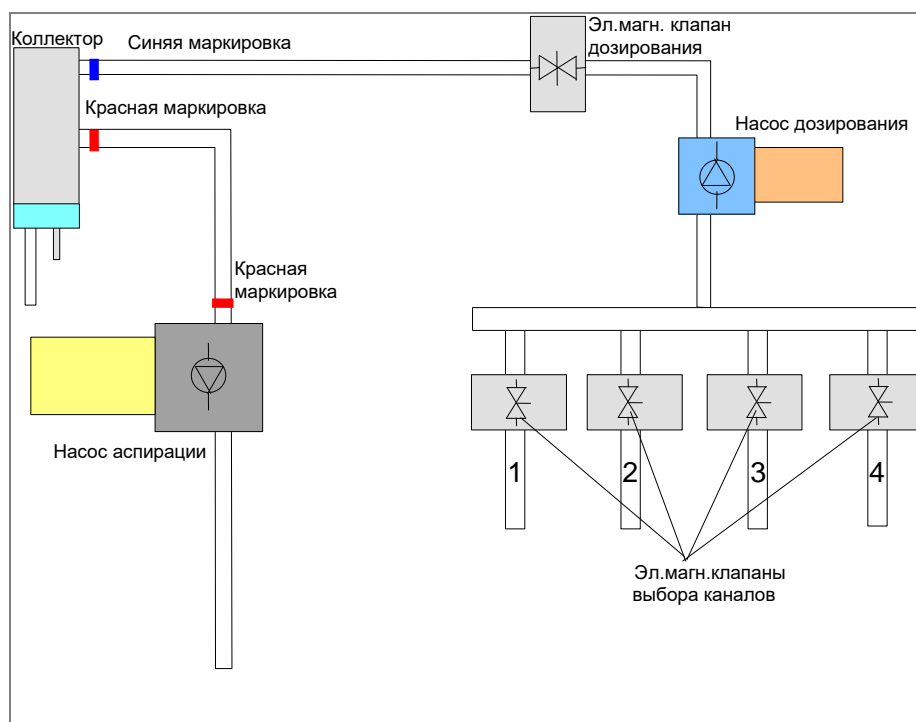 Коллектор
Синяя маркировка
Эл.магн. клапан
дозирования
Красная маркировка
Насос дозирования
Красная
маркировка
Насос аспирации
1
2
3
4
Эл.магн.клапаны
выбора каналов